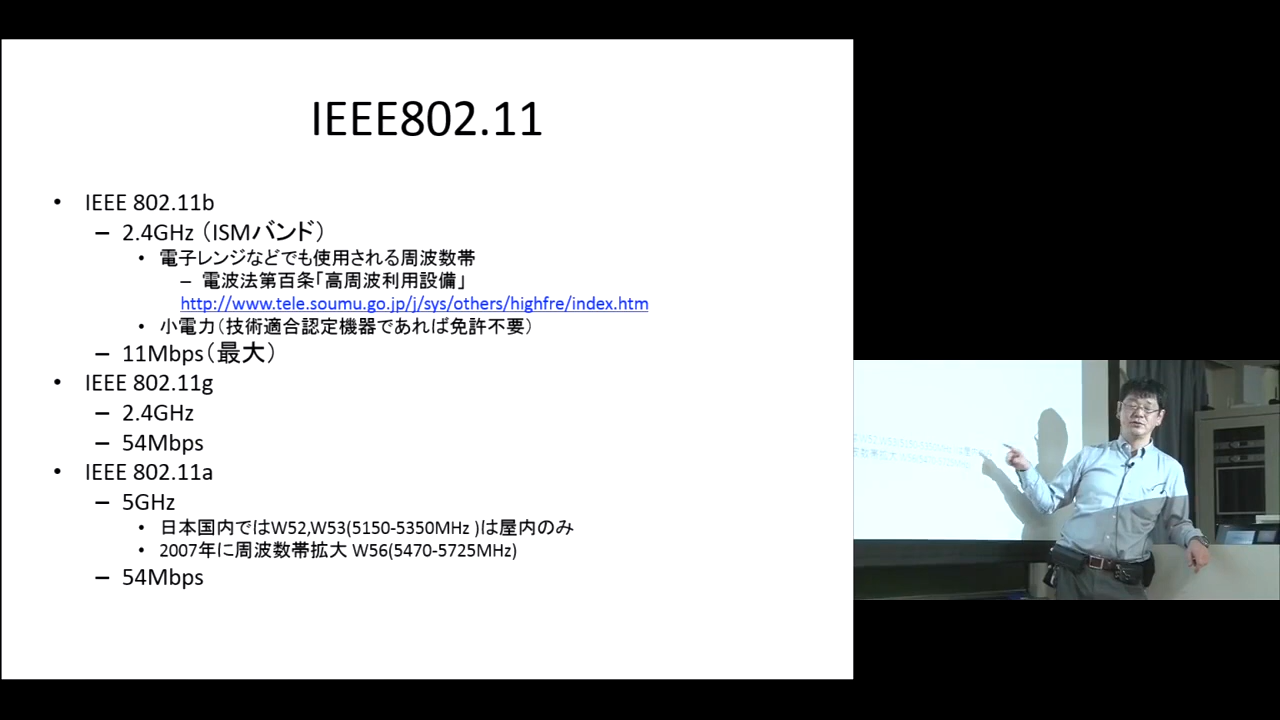 IEEE802.11
• IEEE 802.11b
– 2.4GHz （ISMバンド）
• 電子レンジなどでも使用される周波数帯
– 電波法第百条「高周波利用設備」
http://www.tele.soumu.go.jp/j/sys/others/highfre/index.htm
• 小電力（技術適合認定機器であれば免許不要）
– 11Mbps（最大）
• IEEE 802.11g
– 2.4GHz
– 54Mbps
• IEEE 802.11a
– 5GHz
• 日本国内ではW52,W53(5150-5350MHz )は屋内のみ
• 2007年に周波数帯拡大 W56(5470-5725MHz)
– 54Mbps